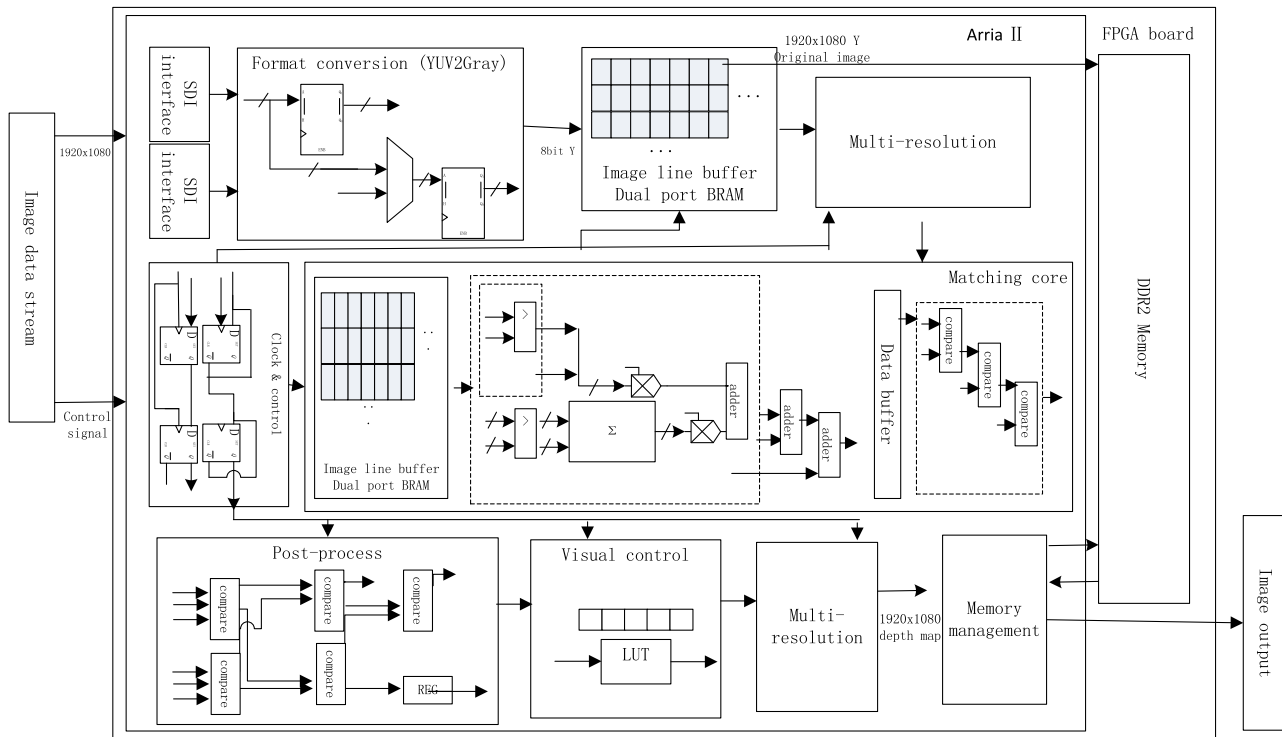 Arria II
FPGA board
1920x1080 Y
Original image
SDI
interface
SDI
interface
Format conversion (YUV2Gray)
8bit Y
. . .
. . .
Image line buffer
Dual port BRAM
Multi-resolution
Image data stream
1920x1080
Control
signal
DDR2 Memory
Clock & control
D
D
D
D
Matching core
Image line buffer
Dual port BRAM
>
>
Σ
adder
adder
adder
Data buffer
compare
compare
compare
Post-process
compare
compare
compare
compare
compare
REG
Visual control
LUT
Multi-
resolution
1920x1080
depth map
Memory
management
Image output